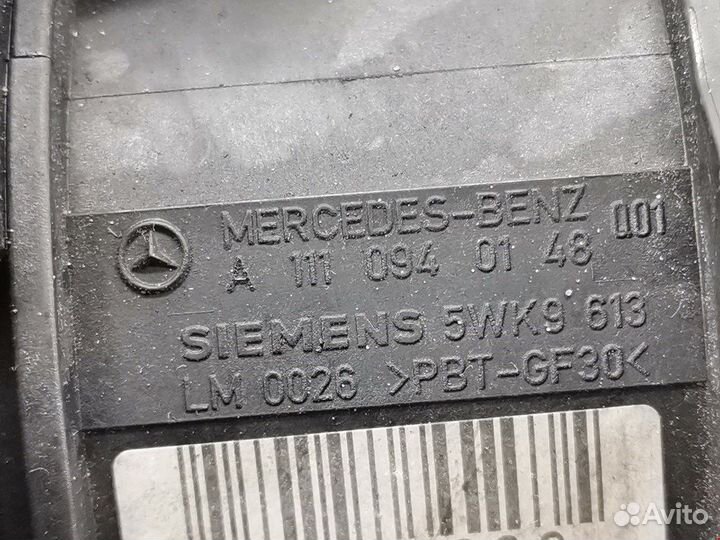 MERCEDES-BENZ 001
A 111 094 01 48
SIEMENS 5WK9 613
LM 0026 >PBT-GF30<
Avito